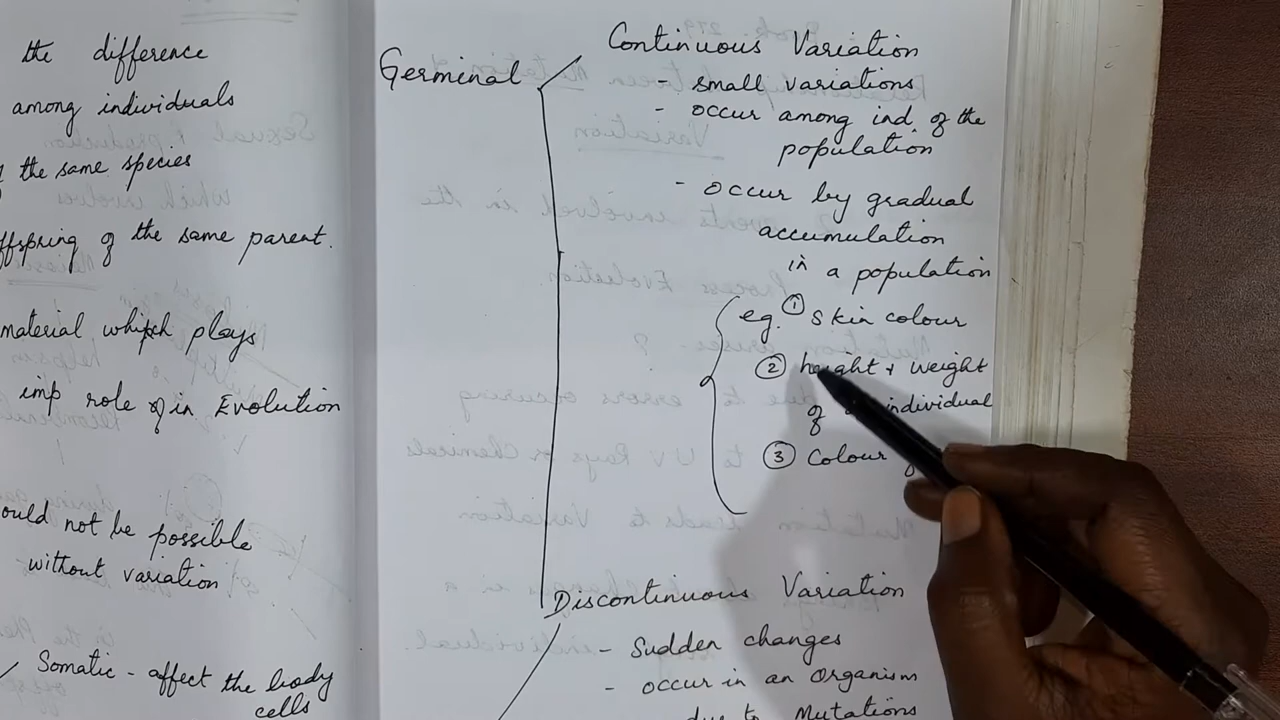 the difference
among individuals
the same species
ffspring of the same parent.
material which plays
imp role of in Evolution
ould not be possible
without variation
Somatic - affect the body
cells
Germinal
Continuous Variation
- small variations
- occur among ind. of the
population
- occur by gradual
accumulation
in a population
eg. ① Skin colour
② height & weight
of individual
③ Colour
Discontinuous Variation
- Sudden changes
- occur in an Organism
due to Mutations